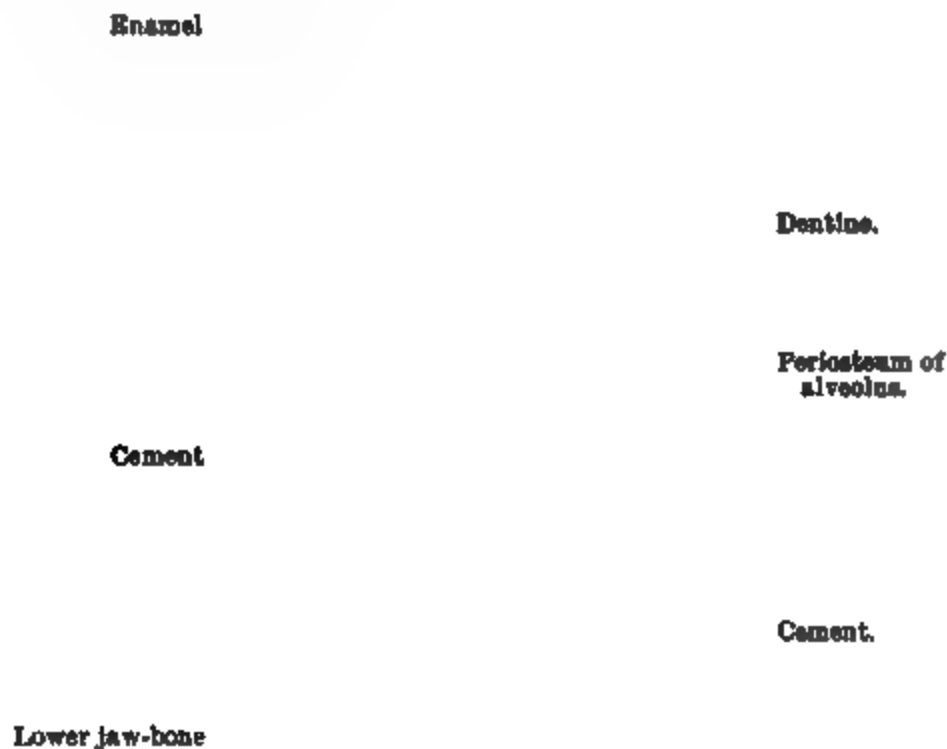 Enamel
Dentine.
Periosteum of
alveolus.
Cement
Cement.
Lower jaw-bone